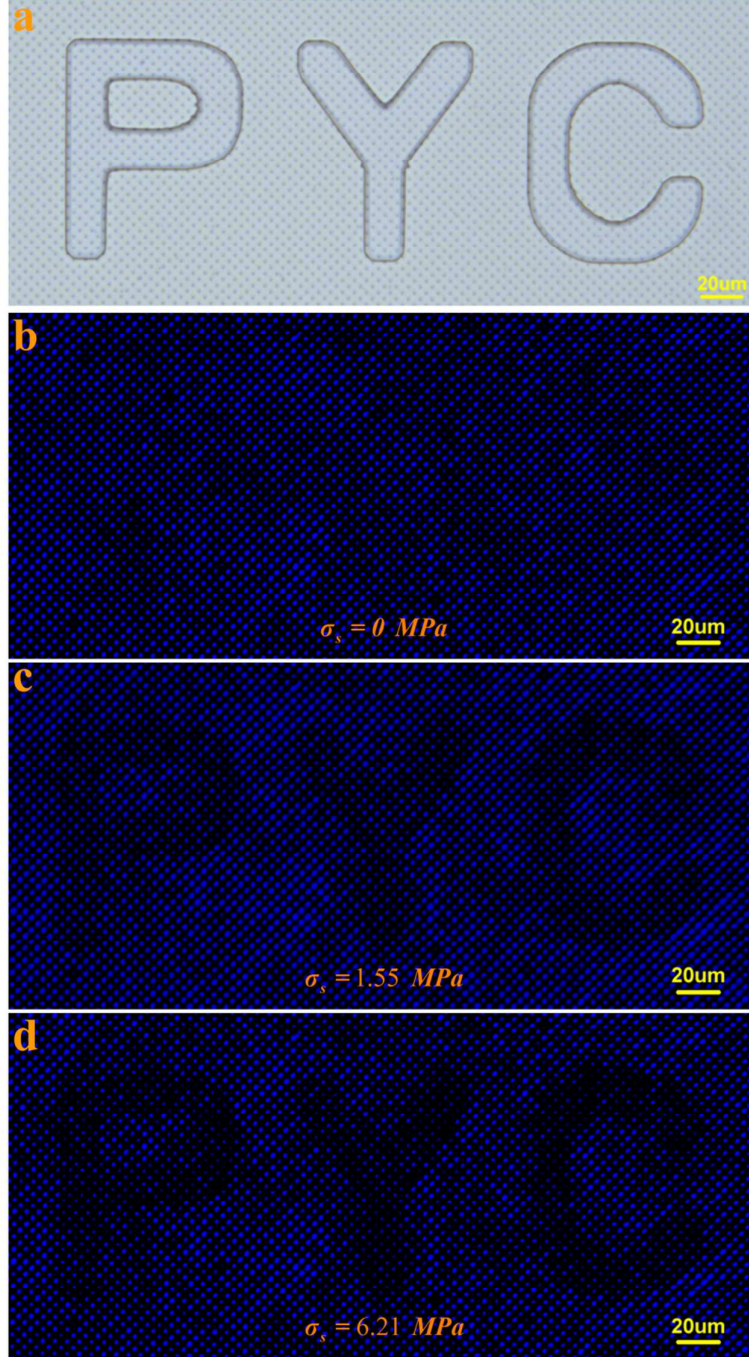 a
PYC
20um
b
σs = 0 MPa
20um
c
σs = 1.55 MPa
20um
d
σs = 6.21 MPa
20um